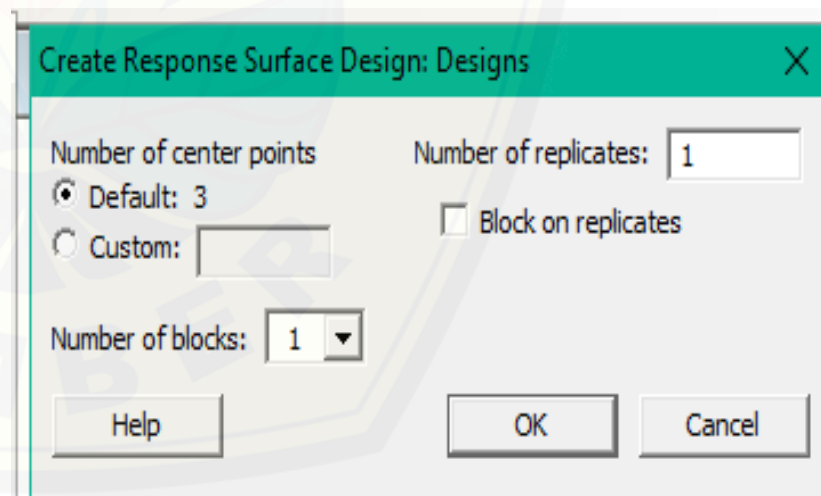 Create Response Surface Design: Designs
Number of center points
Default: 3
Custom:
Number of replicates: 1
Block on replicates
Number of blocks: 1
Help
OK
Cancel